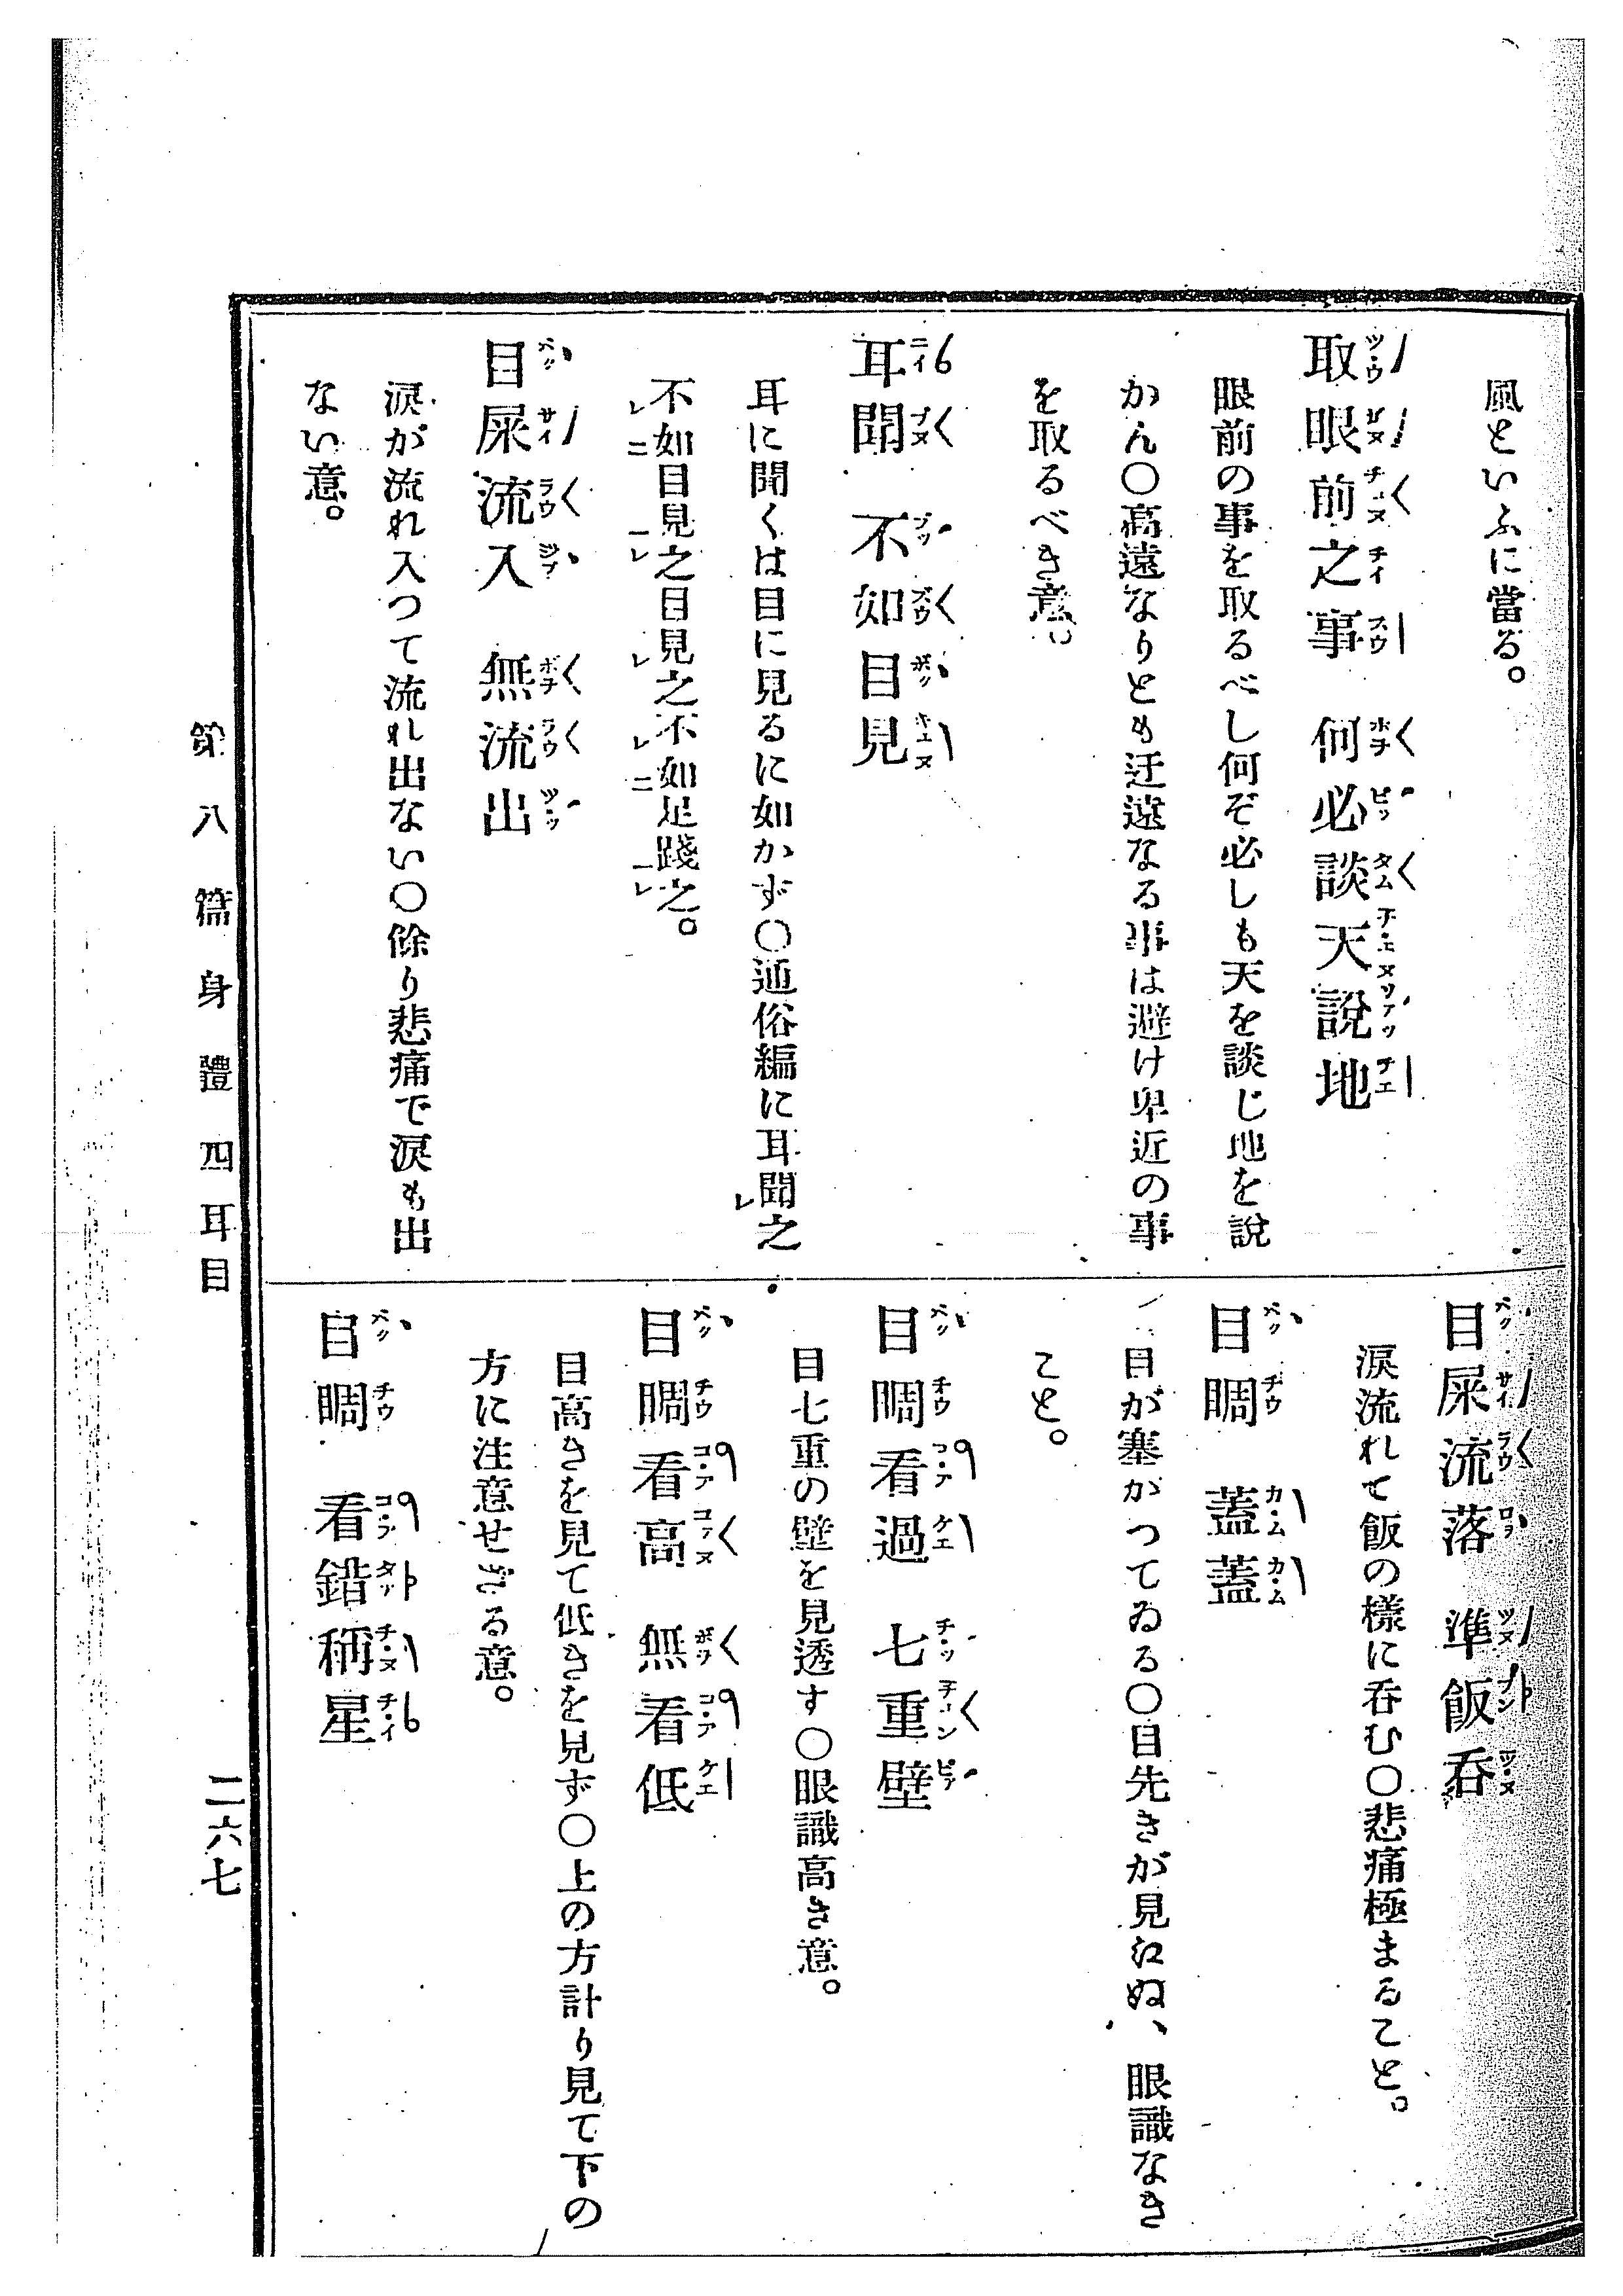 風といふに當る。
取眼前之事　何必談天說地
眼前の事を取るべし何ぞ必しも天を談じ地を說
かん〇高遠なりとも迂遠なる事は避け卑近の事
を取るべき意。
耳聞　不如目見
耳に聞くは目に見るに如かず〇通俗編に耳聞之
不如目見之目見之不如足踐之。
目屎流入　無流出
淚が流れ入つて流れ出ない〇餘り悲痛で淚も出
ない意。
目屎流落　準飯吞
淚流れて飯の樣に吞む〇悲痛極まること。
目睭　蓋蓋
目が塞がつてゐる〇目先きが見江ぬ、眼識なき
こと。
目睭看過　七重壁
目七重の壁を見透す〇眼識高き意。
目睭看高　無看低
目高きを見て低きを見ず〇上の方計り見て下の
方に注意せざる意。
目睭　看錯稱星
第八篇　身體　四　耳目
二六七